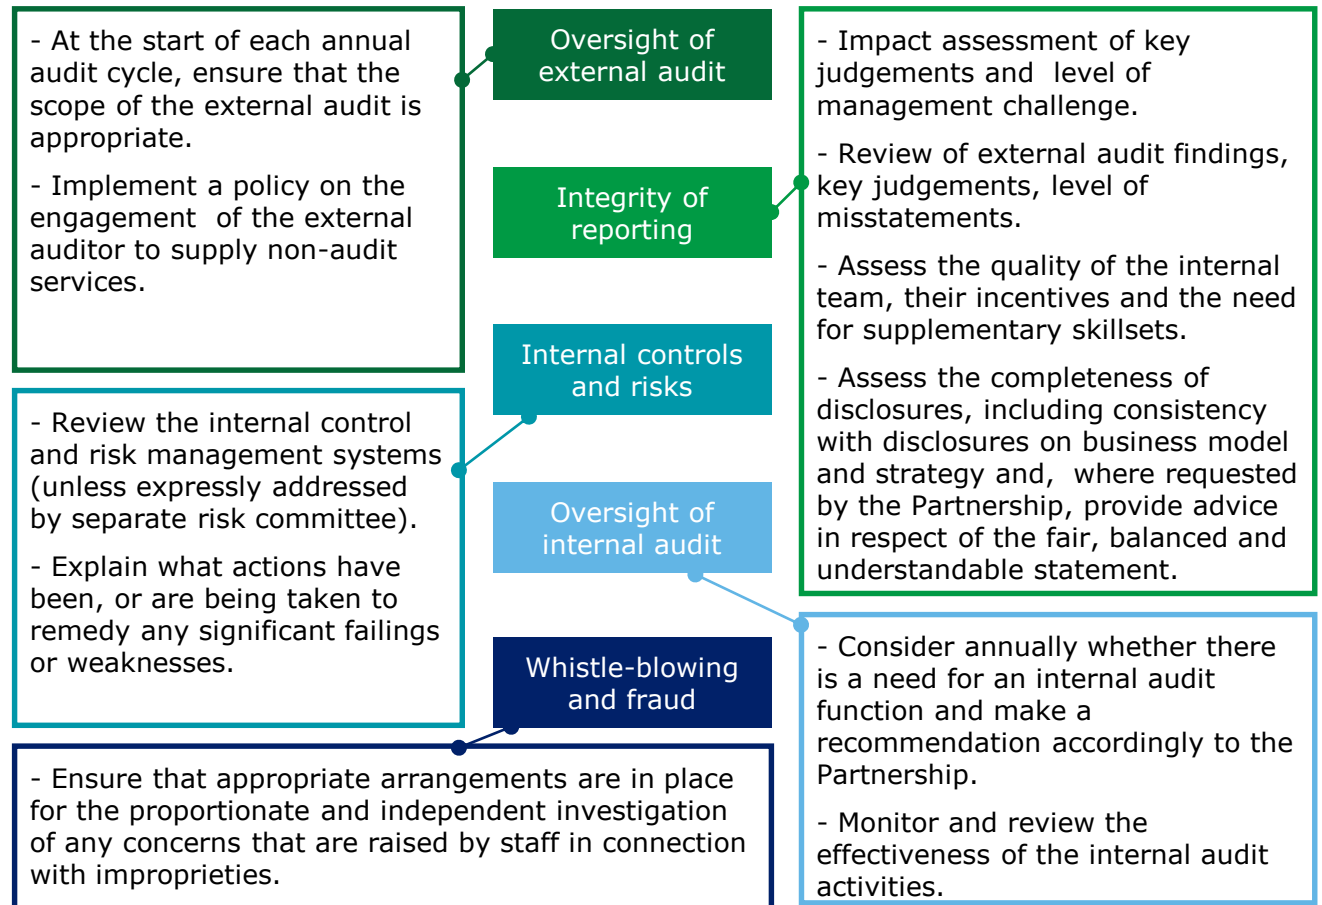 Oversight of
external audit
- At the start of each annual
audit cycle, ensure that the
scope of the external audit is
appropriate.
- Implement a policy on the
engagement  of the external
auditor to supply non-audit
services.
Integrity of
reporting
- Impact assessment of key
judgements and  level of
management challenge.
- Review of external audit findings,
key judgements, level of
misstatements.
- Assess the quality of the internal
team, their incentives and the need
for supplementary skillsets.
- Assess the completeness of
disclosures, including consistency
with disclosures on business model
and strategy and,  where requested
by the Partnership, provide advice
in respect of the fair, balanced and
understandable statement.
Internal controls
and risks
- Review the internal control
and risk management systems
(unless expressly addressed
by separate risk committee).
- Explain what actions have
been, or are being taken to
remedy any significant failings
or weaknesses.
Oversight of
internal audit
- Consider annually whether there
is a need for an internal audit
function and make a
recommendation accordingly to the
Partnership.
- Monitor and review the
effectiveness of the internal audit
activities.
Whistle-blowing
and fraud
- Ensure that appropriate arrangements are in place
for the proportionate and independent investigation
of any concerns that are raised by staff in connection
with improprieties.